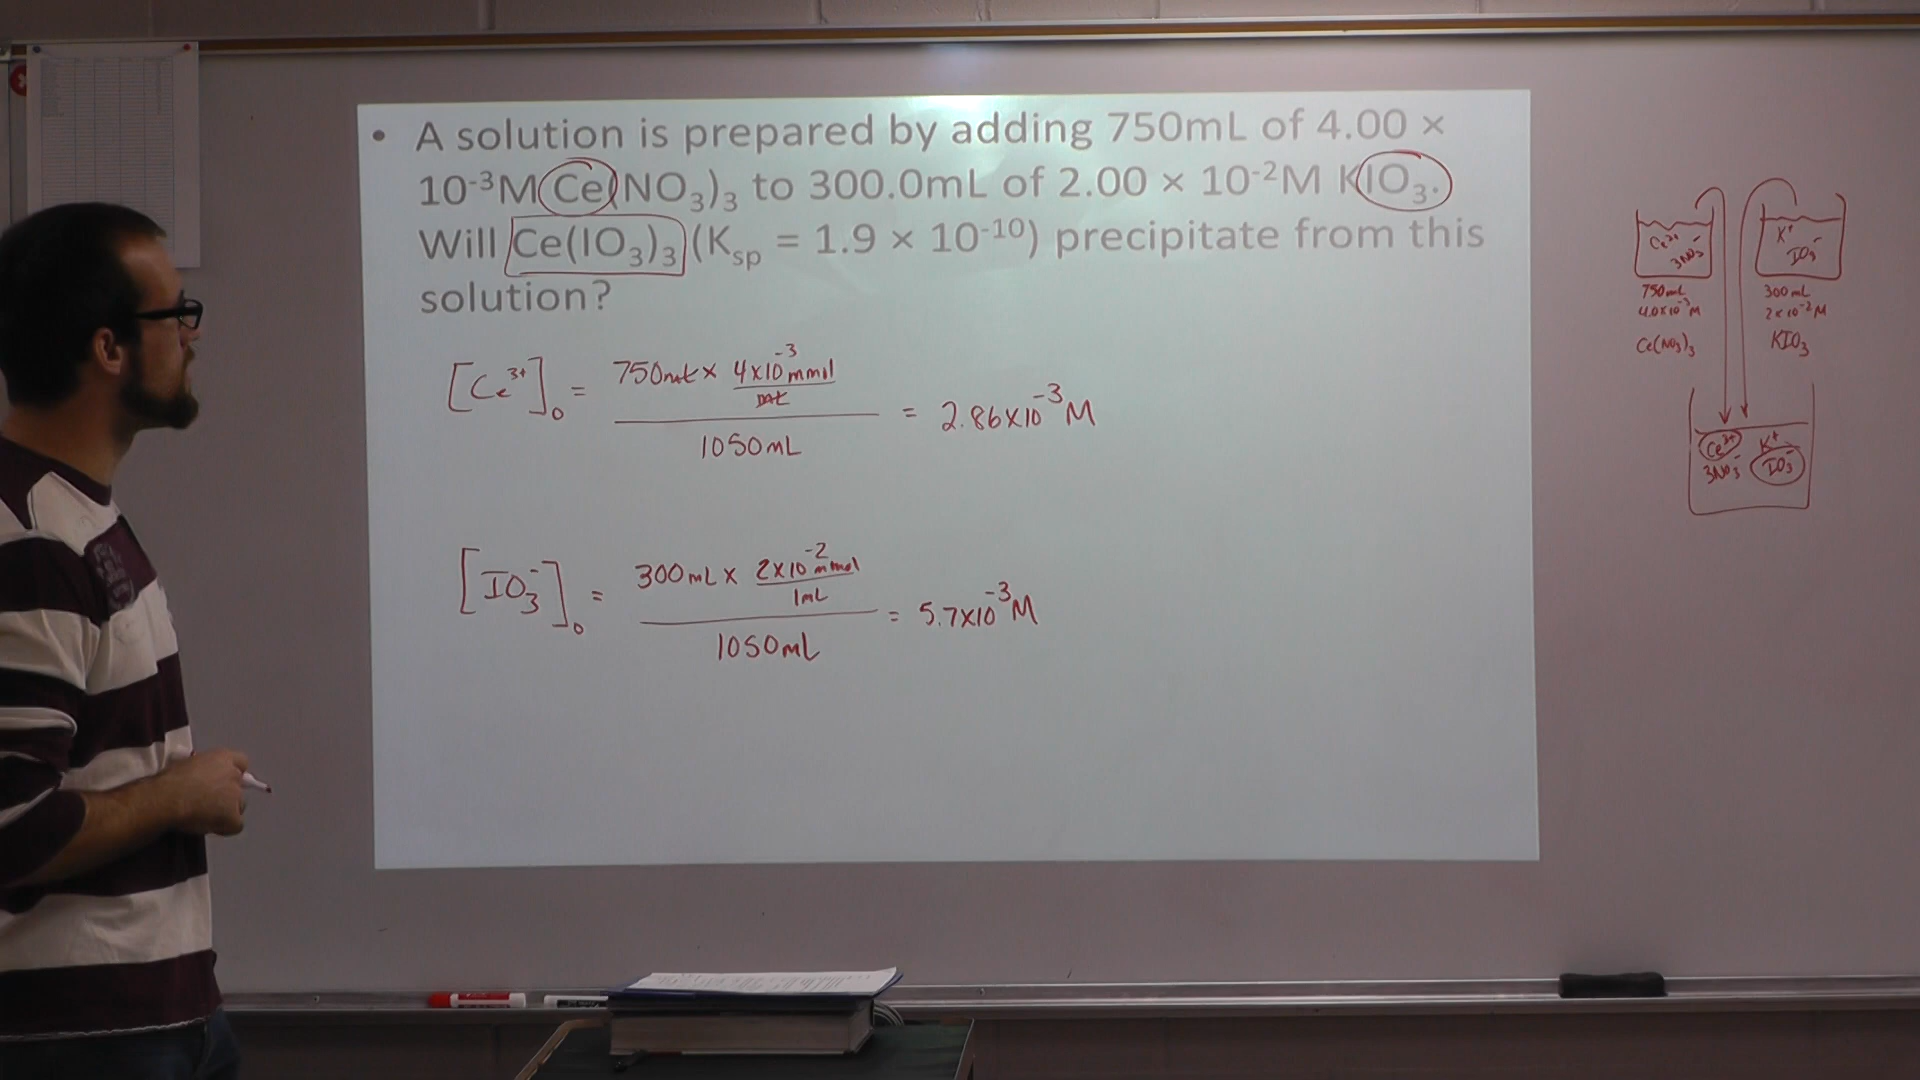 • A solution is prepared by adding 750mL of 4.00 ×
10⁻³M Ce(NO₃)₃ to 300.0mL of 2.00 × 10⁻²M KIO₃.
Will Ce(IO₃)₃ (Kₛₚ = 1.9 × 10⁻¹⁰) precipitate from this
solution?
[Ce³⁺]₀ = 750mL × 4×10⁻³ mmol
mL
1050mL
= 2.86×10⁻³ M
[IO₃⁻]₀ = 300mL × 2×10⁻² mmol
1mL
1050mL
= 5.7×10⁻³ M
Ce³⁺
3NO₃⁻
750mL
4.0×10⁻³ M
Ce(NO₃)₃
K⁺
IO₃⁻
300mL
2×10⁻² M
KIO₃
Ce³⁺ K⁺
3NO₃⁻ IO₃⁻